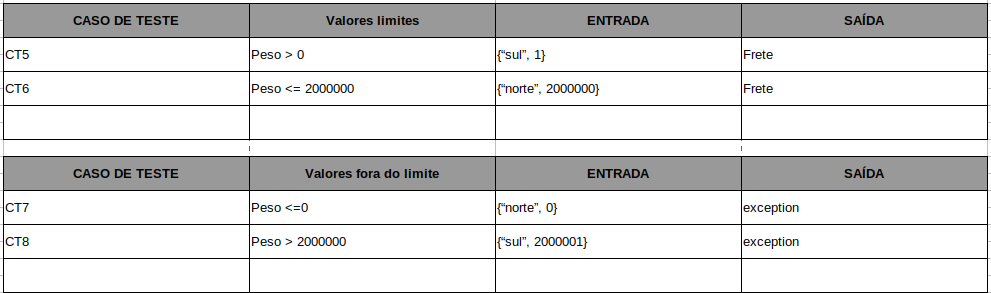 CASO DE TESTE Valores limites ENTRADA SAÍDA
CT5 Peso > 0 {“sul”, 1} Frete
CT6 Peso <= 2000000 {“norte”, 2000000} Frete
CASO DE TESTE Valores fora do limite ENTRADA SAÍDA
CT7 Peso <=0 {“norte”, 0} exception
CT8 Peso > 2000000 {“sul”, 2000001} exception